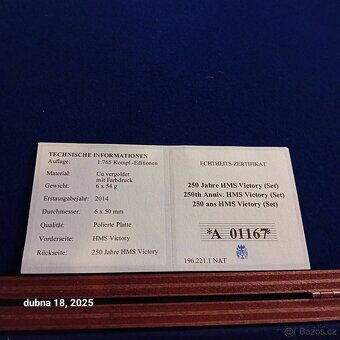 TECHNISCHE INFORMATIONEN
Auflage: 1.765 Kompl.-Editionen
Material: Cu vergoldet
mit Farbdruck
Gewicht: 6 x 54 g
Erstausgabejahr: 2014
Durchmesser: 6 x 50 mm
Qualität: Polierte Platte
Vorderseite: HMS Victory
Rückseite: 250 Jahre HMS Victory
ECHTHEITS-ZERTIFIKAT
250 Jahre HMS Victory (Set)
250th Anniv. HMS Victory (Set)
250 ans HMS Victory (Set)
*A 01167*
196.221.1 NAT
dubna 18, 2025
Bazos.cz